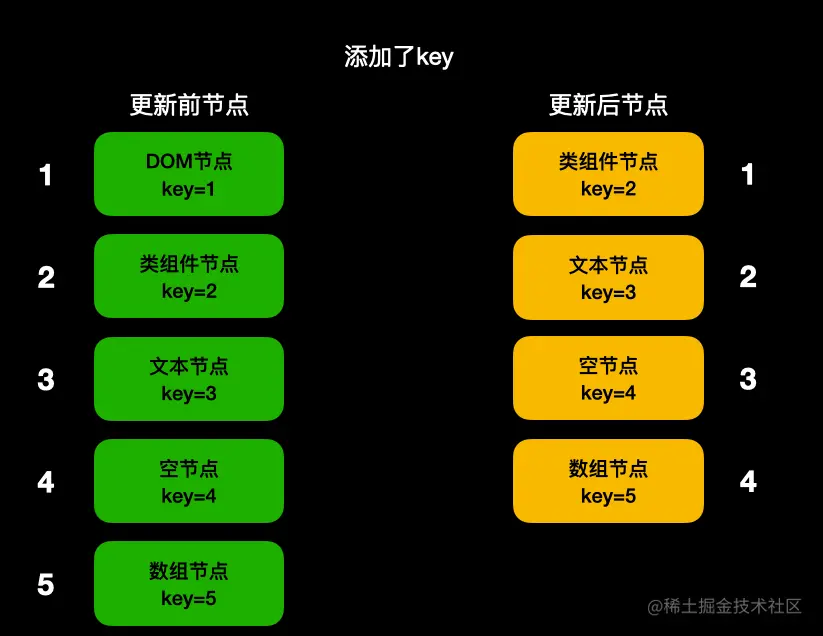 添加了key
更新前节点
更新后节点
1
DOM节点
key=1
类组件节点
key=2
1
2
类组件节点
key=2
文本节点
key=3
2
3
文本节点
key=3
空节点
key=4
3
4
空节点
key=4
数组节点
key=5
4
5
数组节点
key=5
@稀土掘金技术社区